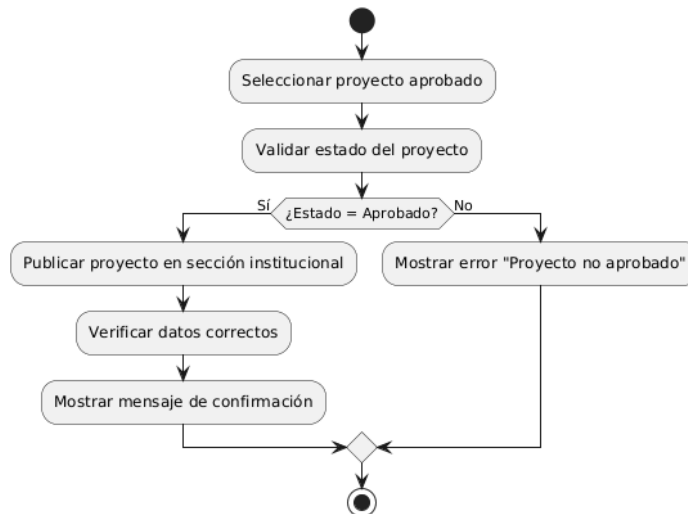 Seleccionar proyecto aprobado
Validar estado del proyecto
Sí
¿Estado = Aprobado?
No
Publicar proyecto en sección institucional
Mostrar error "Proyecto no aprobado"
Verificar datos correctos
Mostrar mensaje de confirmación